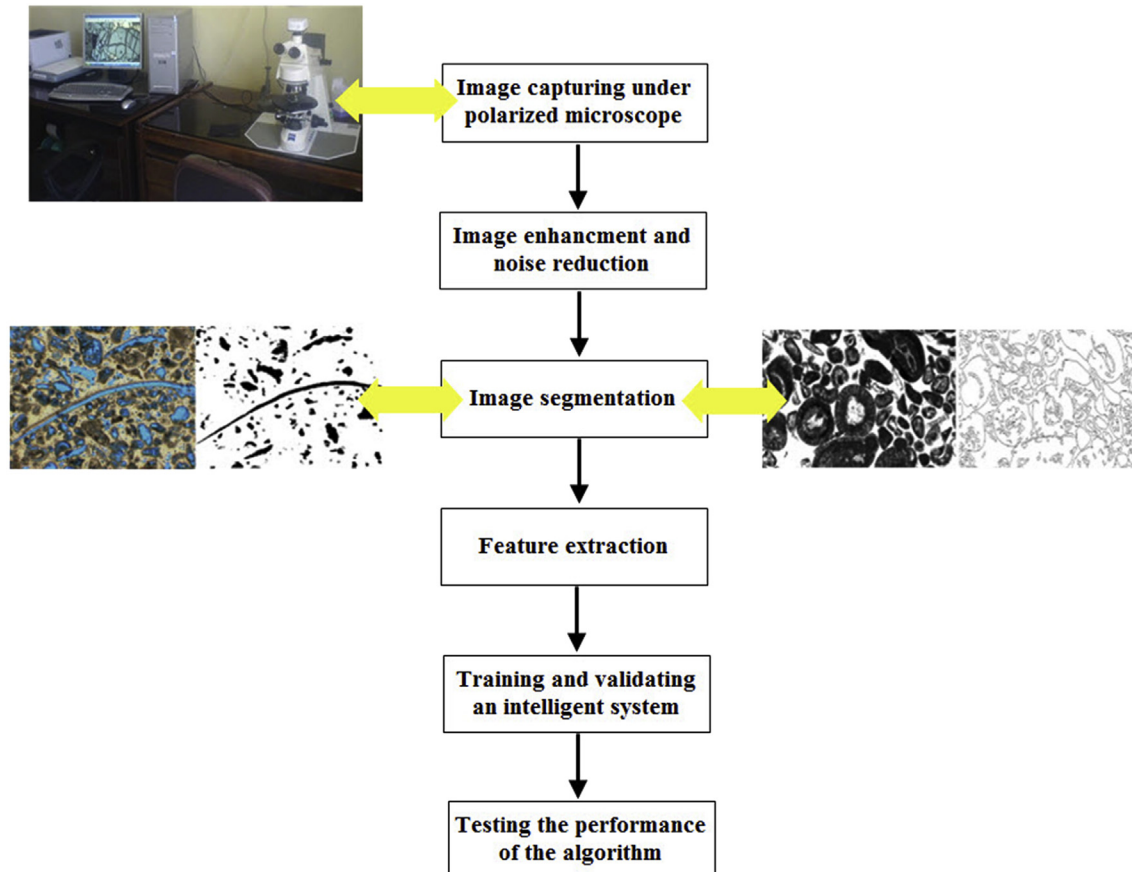 Image capturing under
polarized microscope
Image enhancment and
noise reduction
Image segmentation
Feature extraction
Training and validating
an intelligent system
Testing the performance
of the algorithm